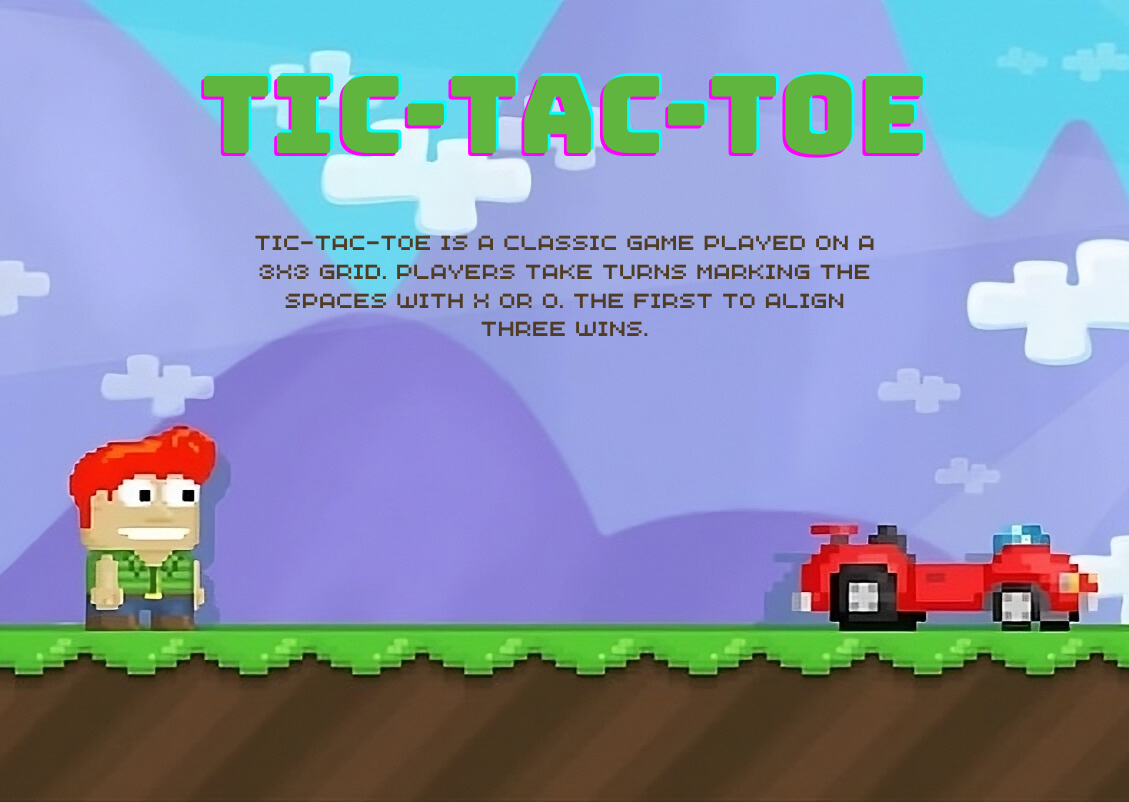 TIC-TAC-TOE
TIC-TAC-TOE IS A CLASSIC GAME PLAYED ON A
3X3 GRID. PLAYERS TAKE TURNS MARKING THE
SPACES WITH X OR O. THE FIRST TO ALIGN
THREE WINS.